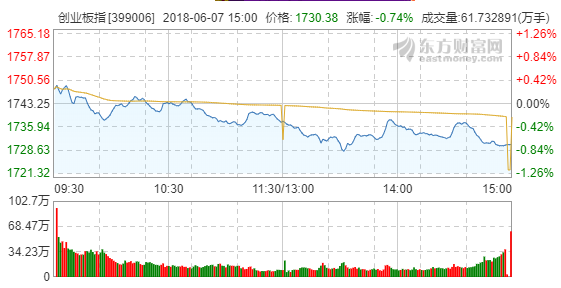 创业板指[399006] 2018-06-07 15:00 价格: 1730.38 涨幅: -0.74% 成交量:61.732891(万手)
1765.18 +1.26%
1757.87 +0.84%
1750.56 +0.42%
1743.25 0.00%
1735.94 -0.42%
1728.63 -0.84%
1721.32 -1.26%
东方财富网
eastmoney.com
09:30 10:30 11:30/13:00 14:00 15:00
102.7万
68.47万
34.23万
0